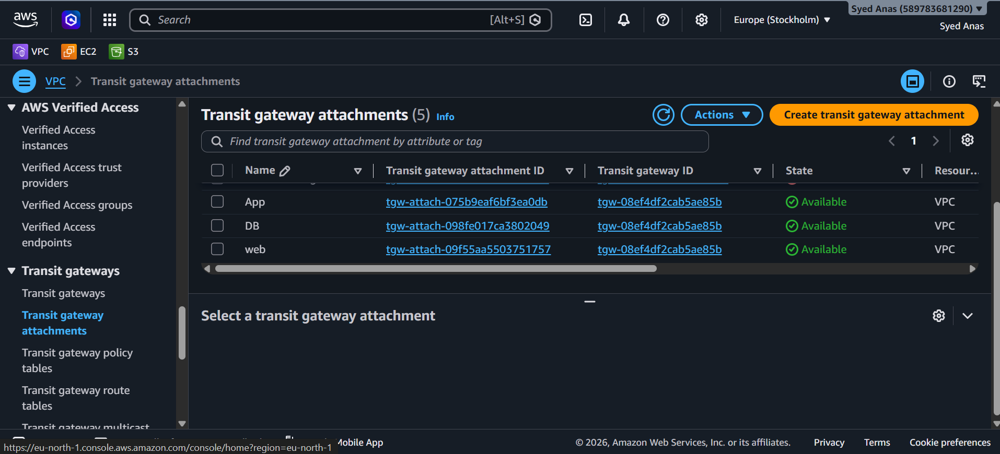 aws
Search
[Alt+S]
Europe (Stockholm)
Syed Anas (589783681290)
Syed Anas
VPC
EC2
S3
VPC
Transit gateway attachments
AWS Verified Access
Verified Access
instances
Verified Access trust
providers
Verified Access groups
Verified Access
endpoints
Transit gateways
Transit gateways
Transit gateway
attachments
Transit gateway policy
tables
Transit gateway route
tables
Transit gateway multicast
Transit gateway attachments (5) Info
Actions
Create transit gateway attachment
Find transit gateway attachment by attribute or tag
1
Name
Transit gateway attachment ID
Transit gateway ID
State
Resour...
App
tgw-attach-075b9eaf6bf3ea0db
tgw-08ef4df2cab5ae85b
Available
VPC
DB
tgw-attach-098fe017ca3802049
tgw-08ef4df2cab5ae85b
Available
VPC
web
tgw-attach-09f55aa5503751757
tgw-08ef4df2cab5ae85b
Available
VPC
Select a transit gateway attachment
Mobile App
© 2026, Amazon Web Services, Inc. or its affiliates.
Privacy
Terms
Cookie preferences
https://eu-north-1.console.aws.amazon.com/console/home?region=eu-north-1